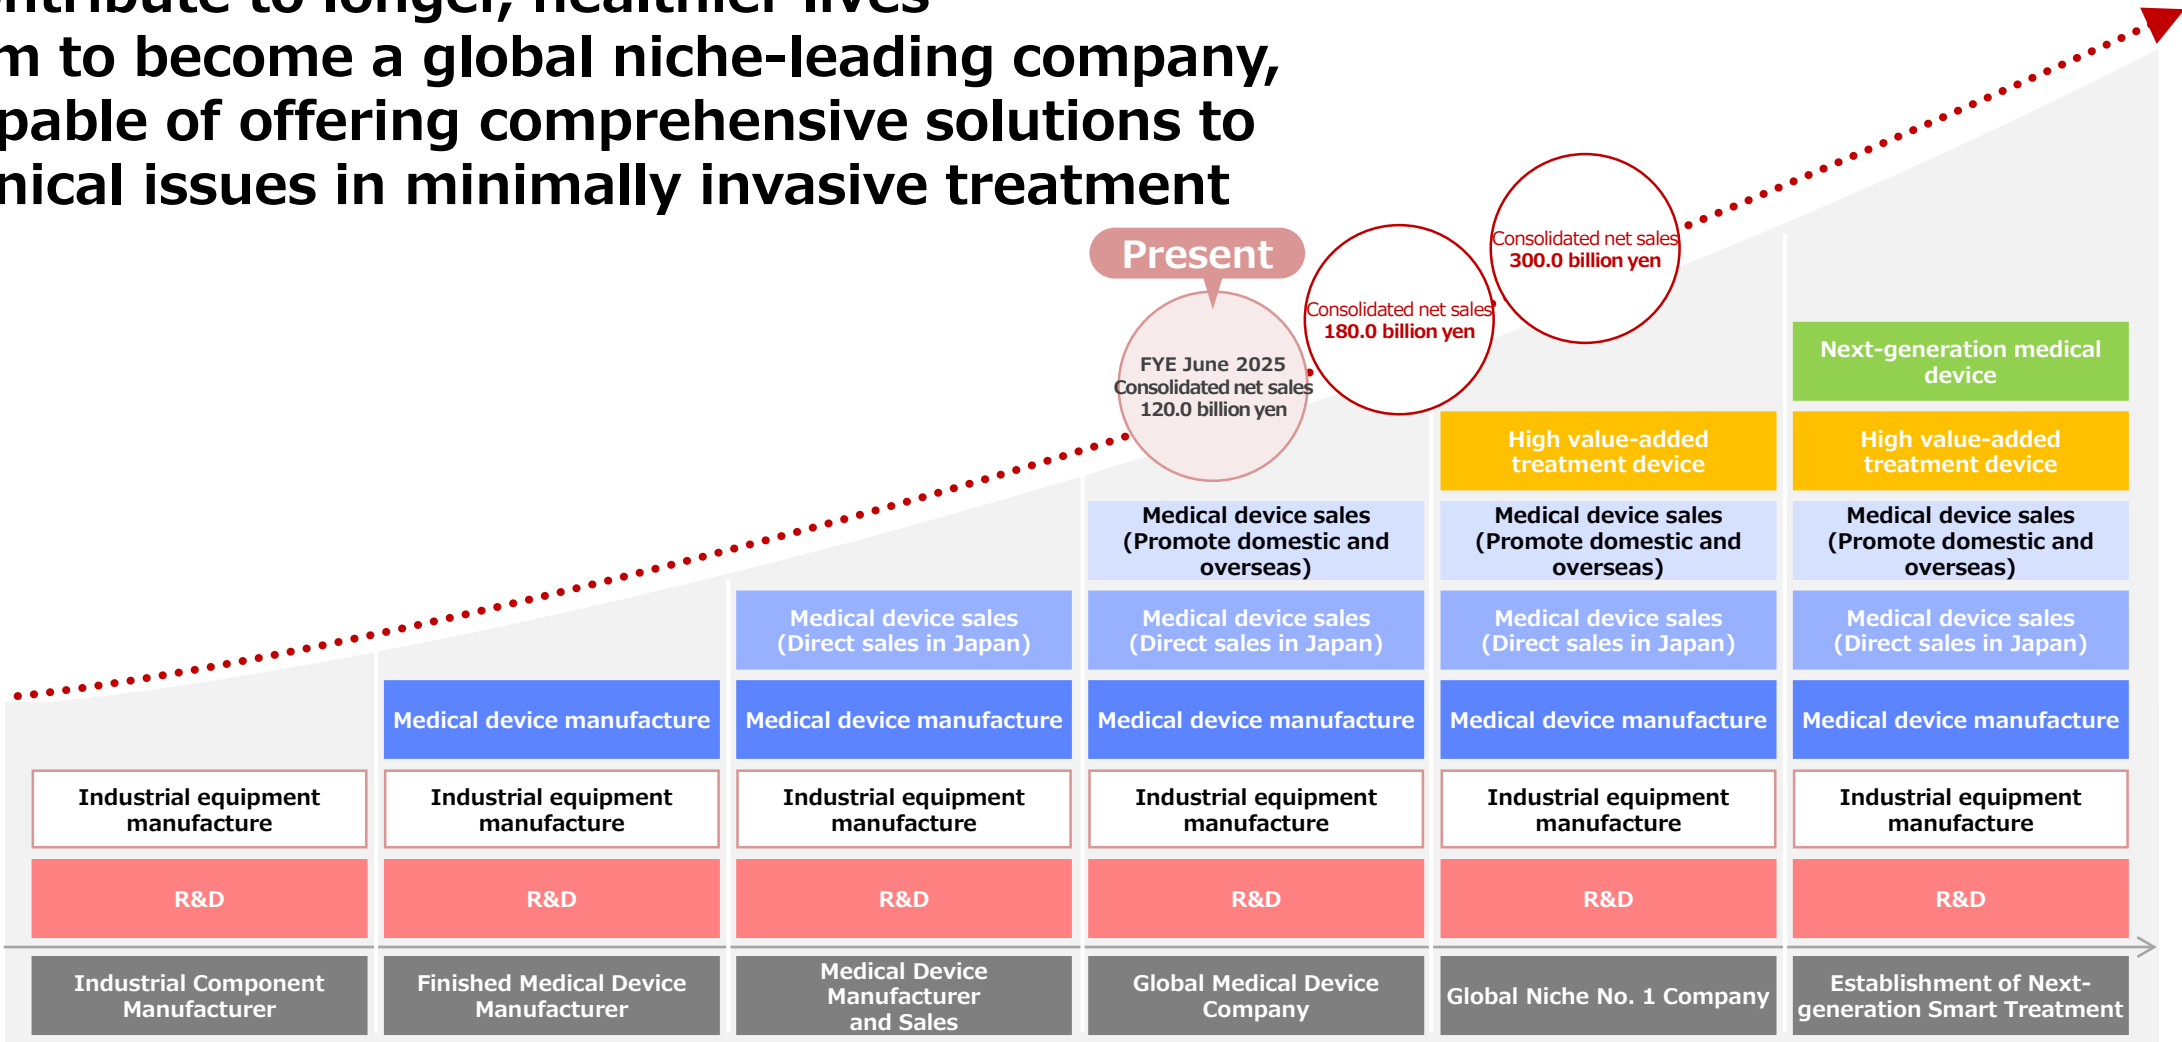 ntribute to longer, healthier lives
m to become a global niche-leading company,
pable of offering comprehensive solutions to
nical issues in minimally invasive treatment
Present
FYE June 2025
Consolidated net sales
120.0 billion yen
Consolidated net sales
180.0 billion yen
Consolidated net sales
300.0 billion yen
Next-generation medical
device
High value-added
treatment device
High value-added
treatment device
Medical device sales
(Promote domestic and
overseas)
Medical device sales
(Promote domestic and
overseas)
Medical device sales
(Promote domestic and
overseas)
Medical device sales
(Direct sales in Japan)
Medical device sales
(Direct sales in Japan)
Medical device sales
(Direct sales in Japan)
Medical device sales
(Direct sales in Japan)
Medical device manufacture
Medical device manufacture
Medical device manufacture
Medical device manufacture
Medical device manufacture
Industrial equipment
manufacture
Industrial equipment
manufacture
Industrial equipment
manufacture
Industrial equipment
manufacture
Industrial equipment
manufacture
Industrial equipment
manufacture
R&D
R&D
R&D
R&D
R&D
R&D
Industrial Component
Manufacturer
Finished Medical Device
Manufacturer
Medical Device
Manufacturer
and Sales
Global Medical Device
Company
Global Niche No. 1 Company
Establishment of Next-
generation Smart Treatment